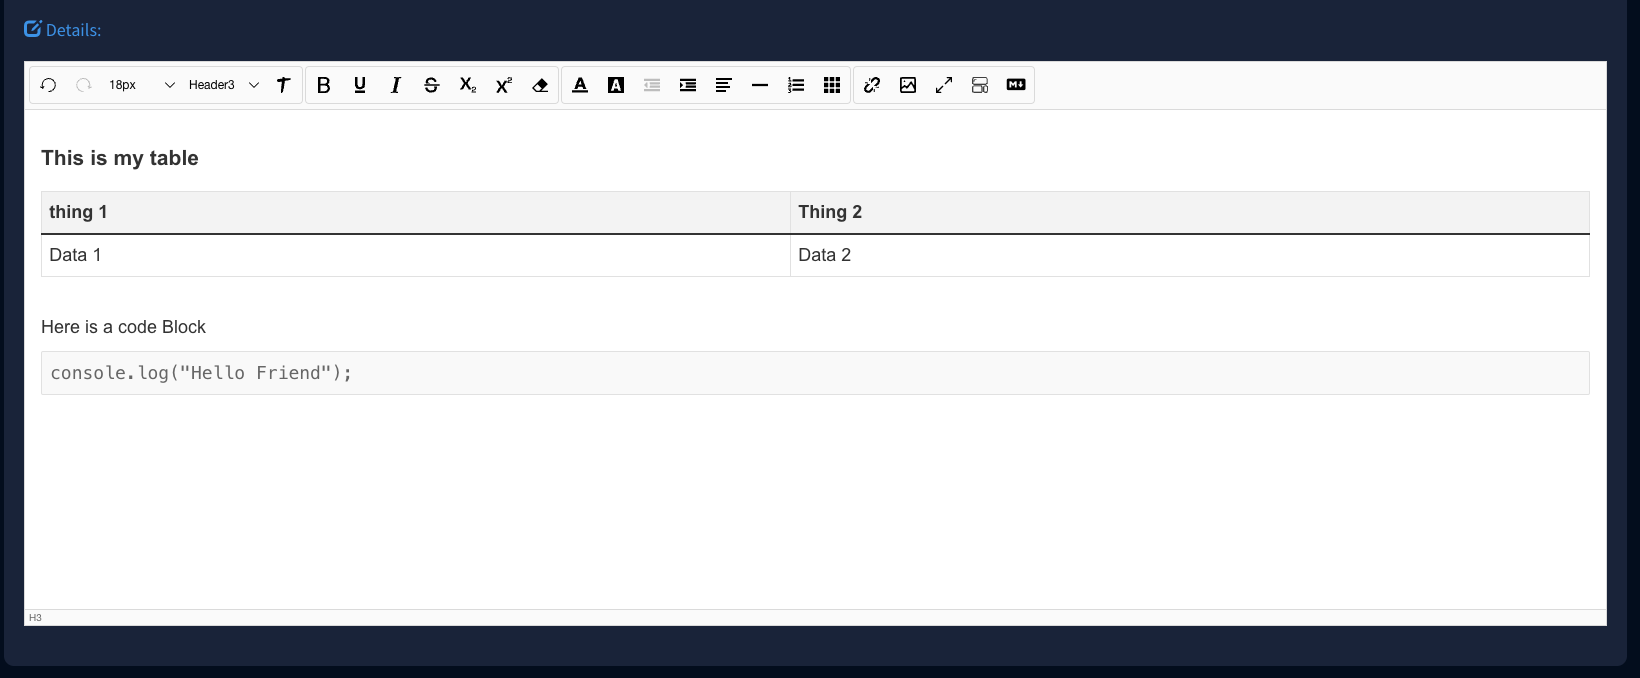 Details:
18px Header3
This is my table
thing 1 Thing 2
Data 1 Data 2
Here is a code Block
console.log("Hello Friend");
H3